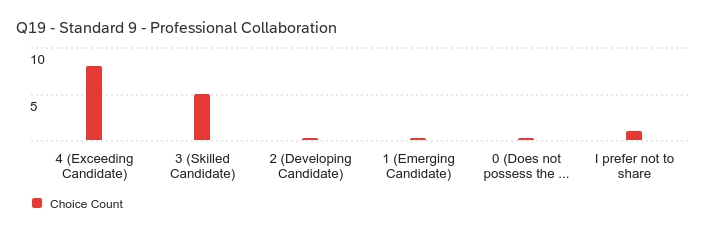 Q19 - Standard 9 - Professional Collaboration
10
5
4 (Exceeding Candidate)
3 (Skilled Candidate)
2 (Developing Candidate)
1 (Emerging Candidate)
0 (Does not possess the ...
I prefer not to share
Choice Count